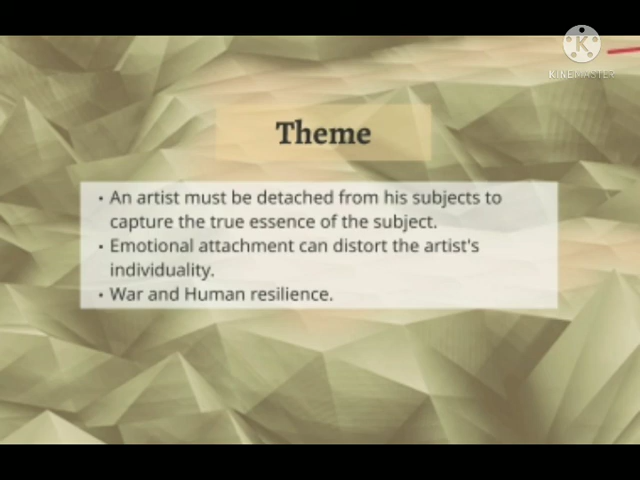 KINEMASTER
Theme
• An artist must be detached from his subjects to
capture the true essence of the subject.
• Emotional attachment can distort the artist's
individuality.
• War and Human resilience.